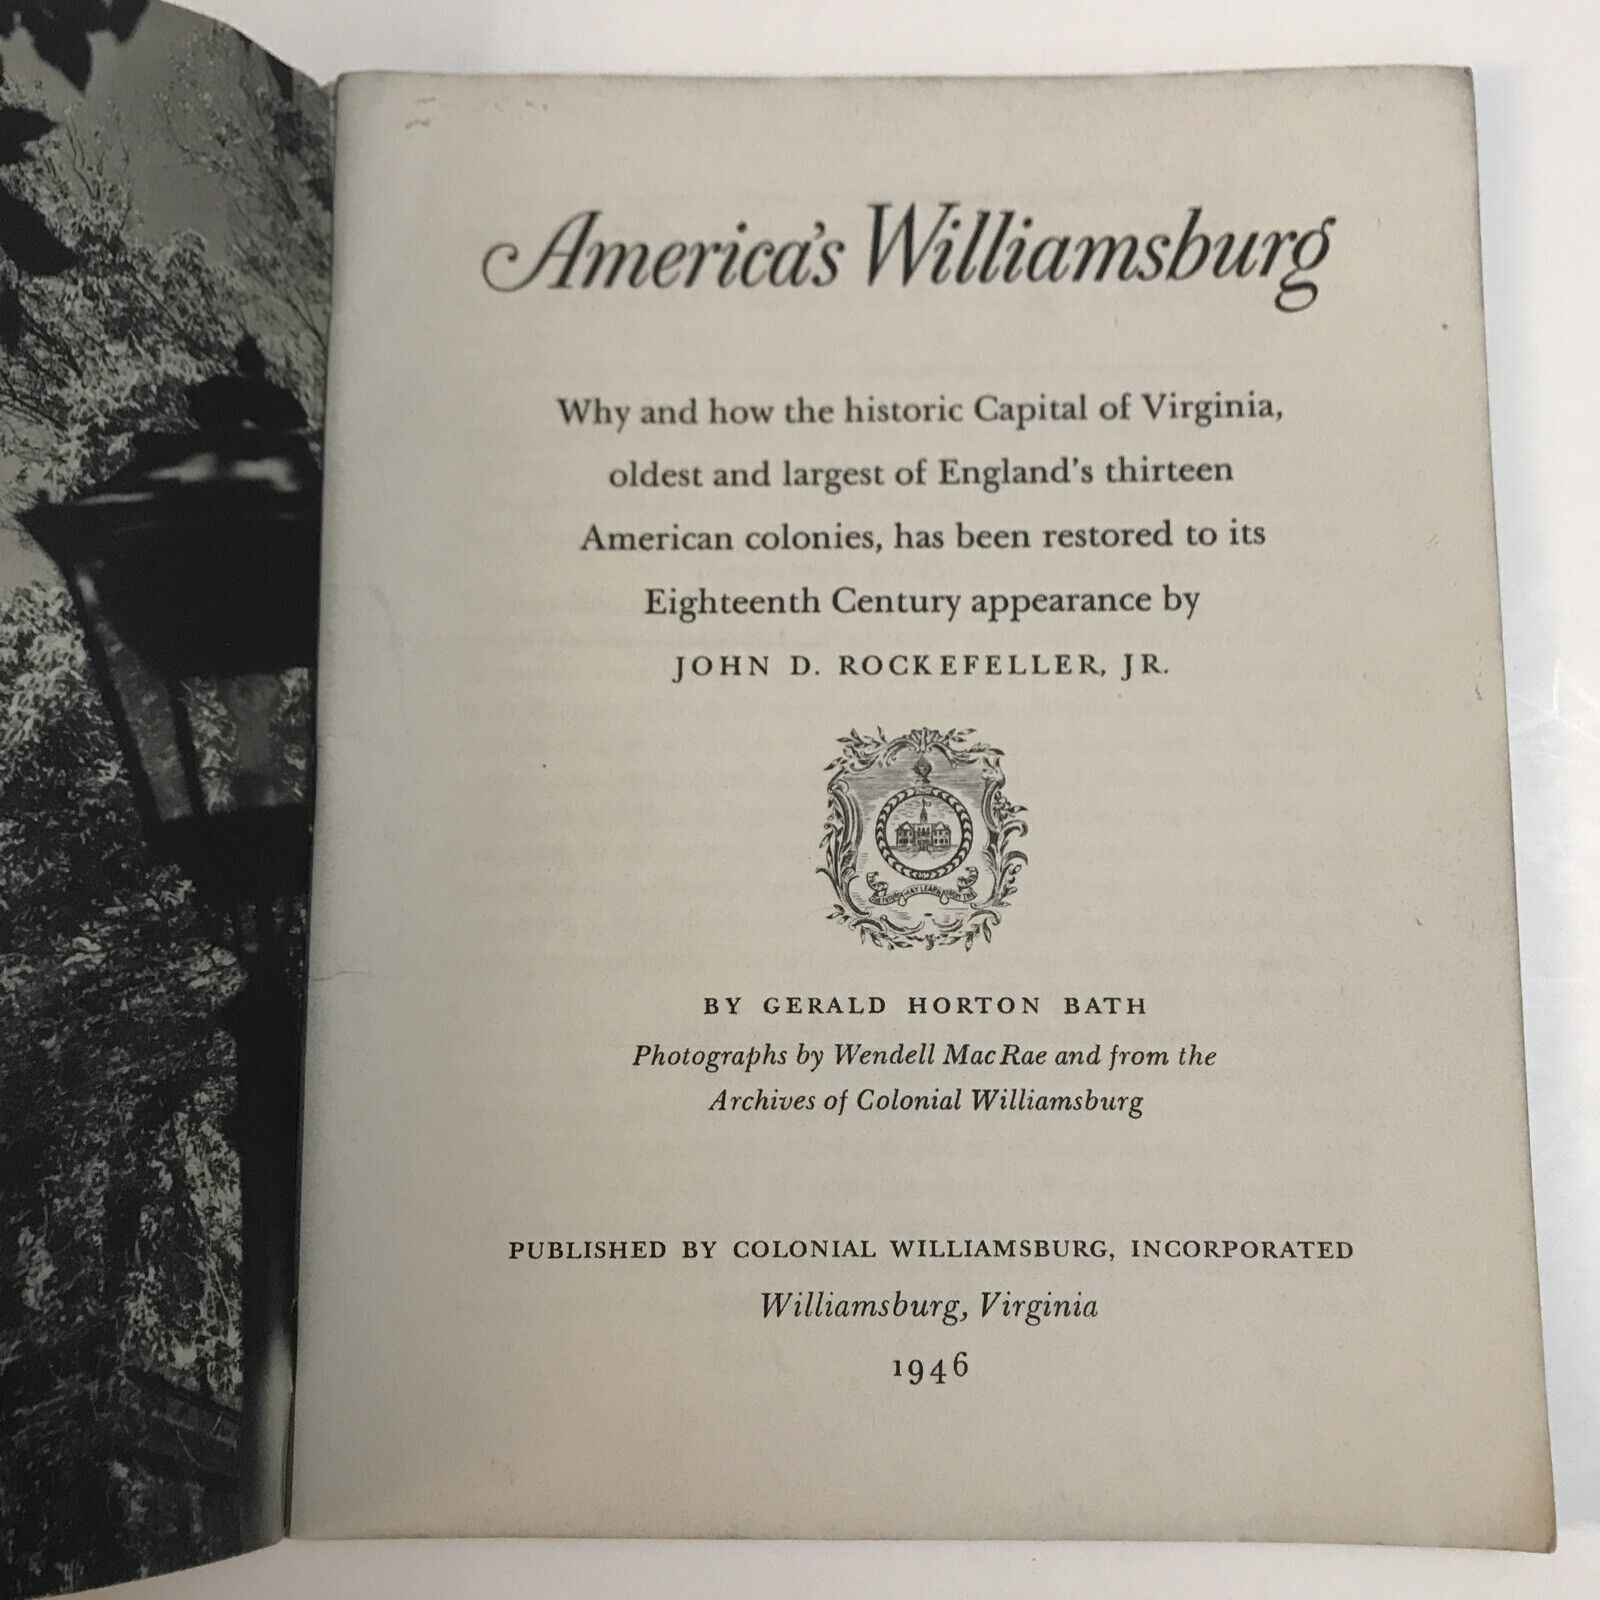 America's Williamsburg
Why and how the historic Capital of Virginia,
oldest and largest of England's thirteen
American colonies, has been restored to its
Eighteenth Century appearance by
JOHN D. ROCKEFELLER, JR.
BY GERALD HORTON BATH
Photographs by Wendell MacRae and from the
Archives of Colonial Williamsburg
PUBLISHED BY COLONIAL WILLIAMSBURG, INCORPORATED
Williamsburg, Virginia
1946